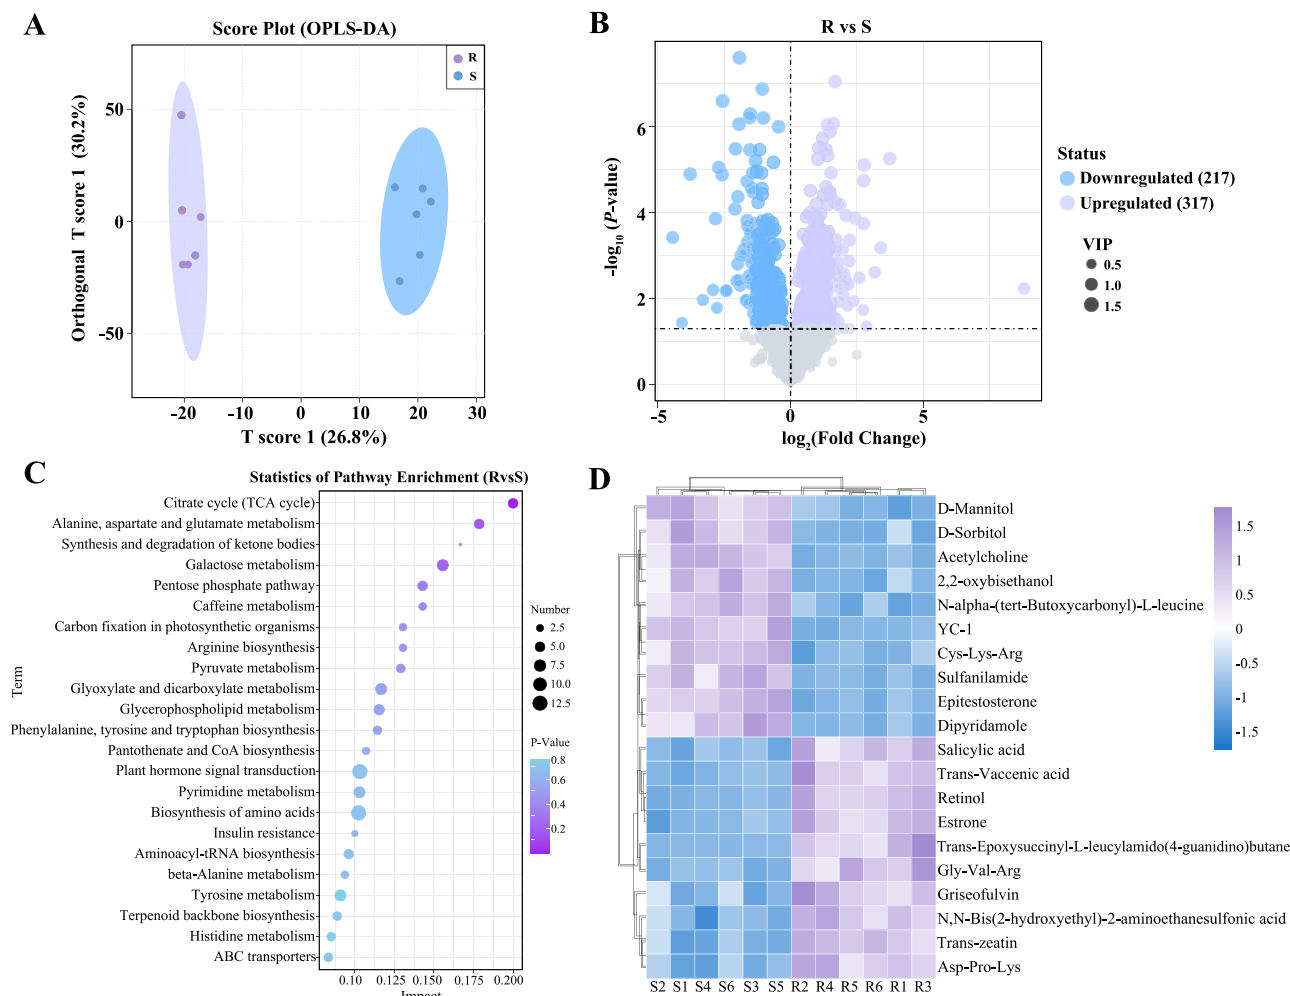 A
Score Plot (OPLS-DA)
R
S
50
0
-50
-20
-10
0
10
20
30
Orthogonal T score 1 (30.2%)
T score 1 (26.8%)
B
R vs S
6
4
2
0
-5
0
5
-log10 (P-value)
log2(Fold Change)
Status
Downregulated (217)
Upregulated (317)
VIP
0.5
1.0
1.5
C
Statistics of Pathway Enrichment (RvsS)
Citrate cycle (TCA cycle)
Alanine, aspartate and glutamate metabolism
Synthesis and degradation of ketone bodies
Galactose metabolism
Pentose phosphate pathway
Caffeine metabolism
Carbon fixation in photosynthetic organisms
Arginine biosynthesis
Pyruvate metabolism
Glyoxylate and dicarboxylate metabolism
Glycerophospholipid metabolism
Phenylalanine, tyrosine and tryptophan biosynthesis
Pantothenate and CoA biosynthesis
Plant hormone signal transduction
Pyrimidine metabolism
Biosynthesis of amino acids
Insulin resistance
Aminoacyl-tRNA biosynthesis
beta-Alanine metabolism
Tyrosine metabolism
Terpenoid backbone biosynthesis
Histidine metabolism
ABC transporters
Term
0.10
0.125
0.150
0.175
0.200
Impact
Number
2.5
5.0
7.5
10.0
12.5
P-Value
0.8
0.6
0.4
0.2
D
D-Mannitol
D-Sorbitol
Acetylcholine
2,2-oxybisethanol
N-alpha-(tert-Butoxycarbonyl)-L-leucine
YC-1
Cys-Lys-Arg
Sulfanilamide
Epitestosterone
Dipyridamole
Salicylic acid
Trans-Vaccenic acid
Retinol
Estrone
Trans-Epoxysuccinyl-L-leucylamido(4-guanidino)butane
Gly-Val-Arg
Griseofulvin
N,N-Bis(2-hydroxyethyl)-2-aminoethanesulfonic acid
Trans-zeatin
Asp-Pro-Lys
S2 S1 S4 S6 S3 S5 R2 R4 R5 R6 R1 R3
1.5
1
0.5
0
-0.5
-1
-1.5